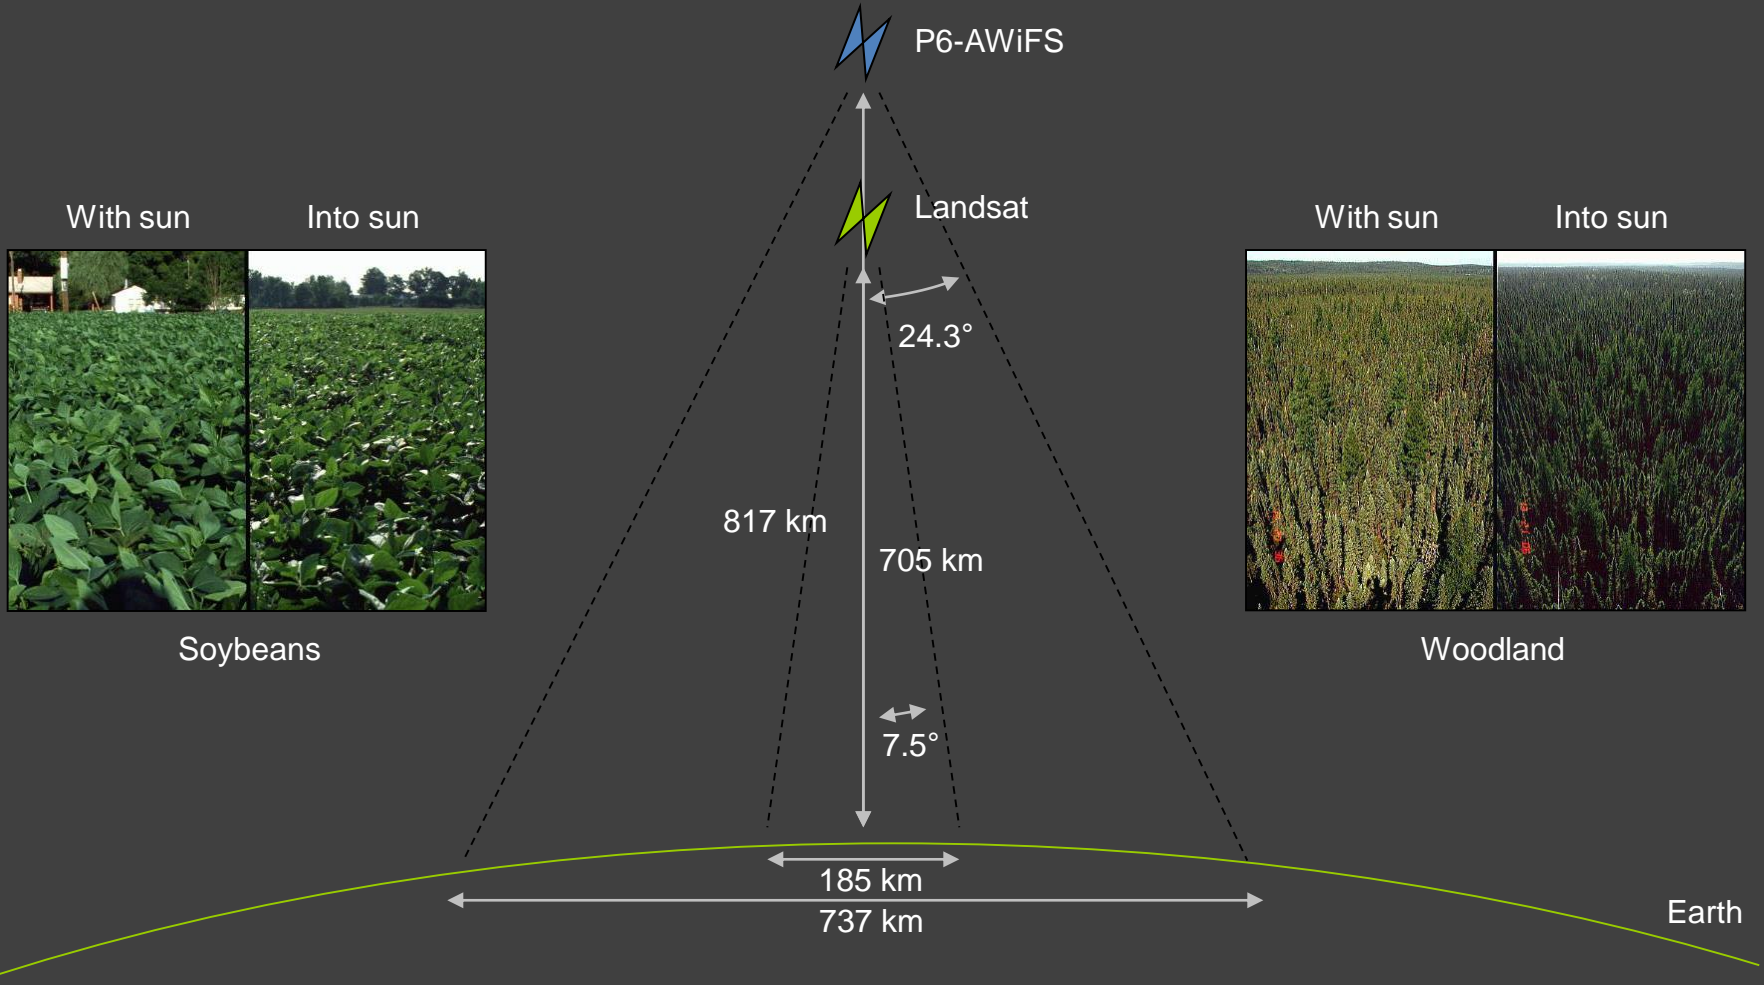 P6-AWiFS
Landsat
With sun
Into sun
With sun
Into sun
24.3°
817 km
705 km
Soybeans
Woodland
7.5°
185 km
737 km
Earth